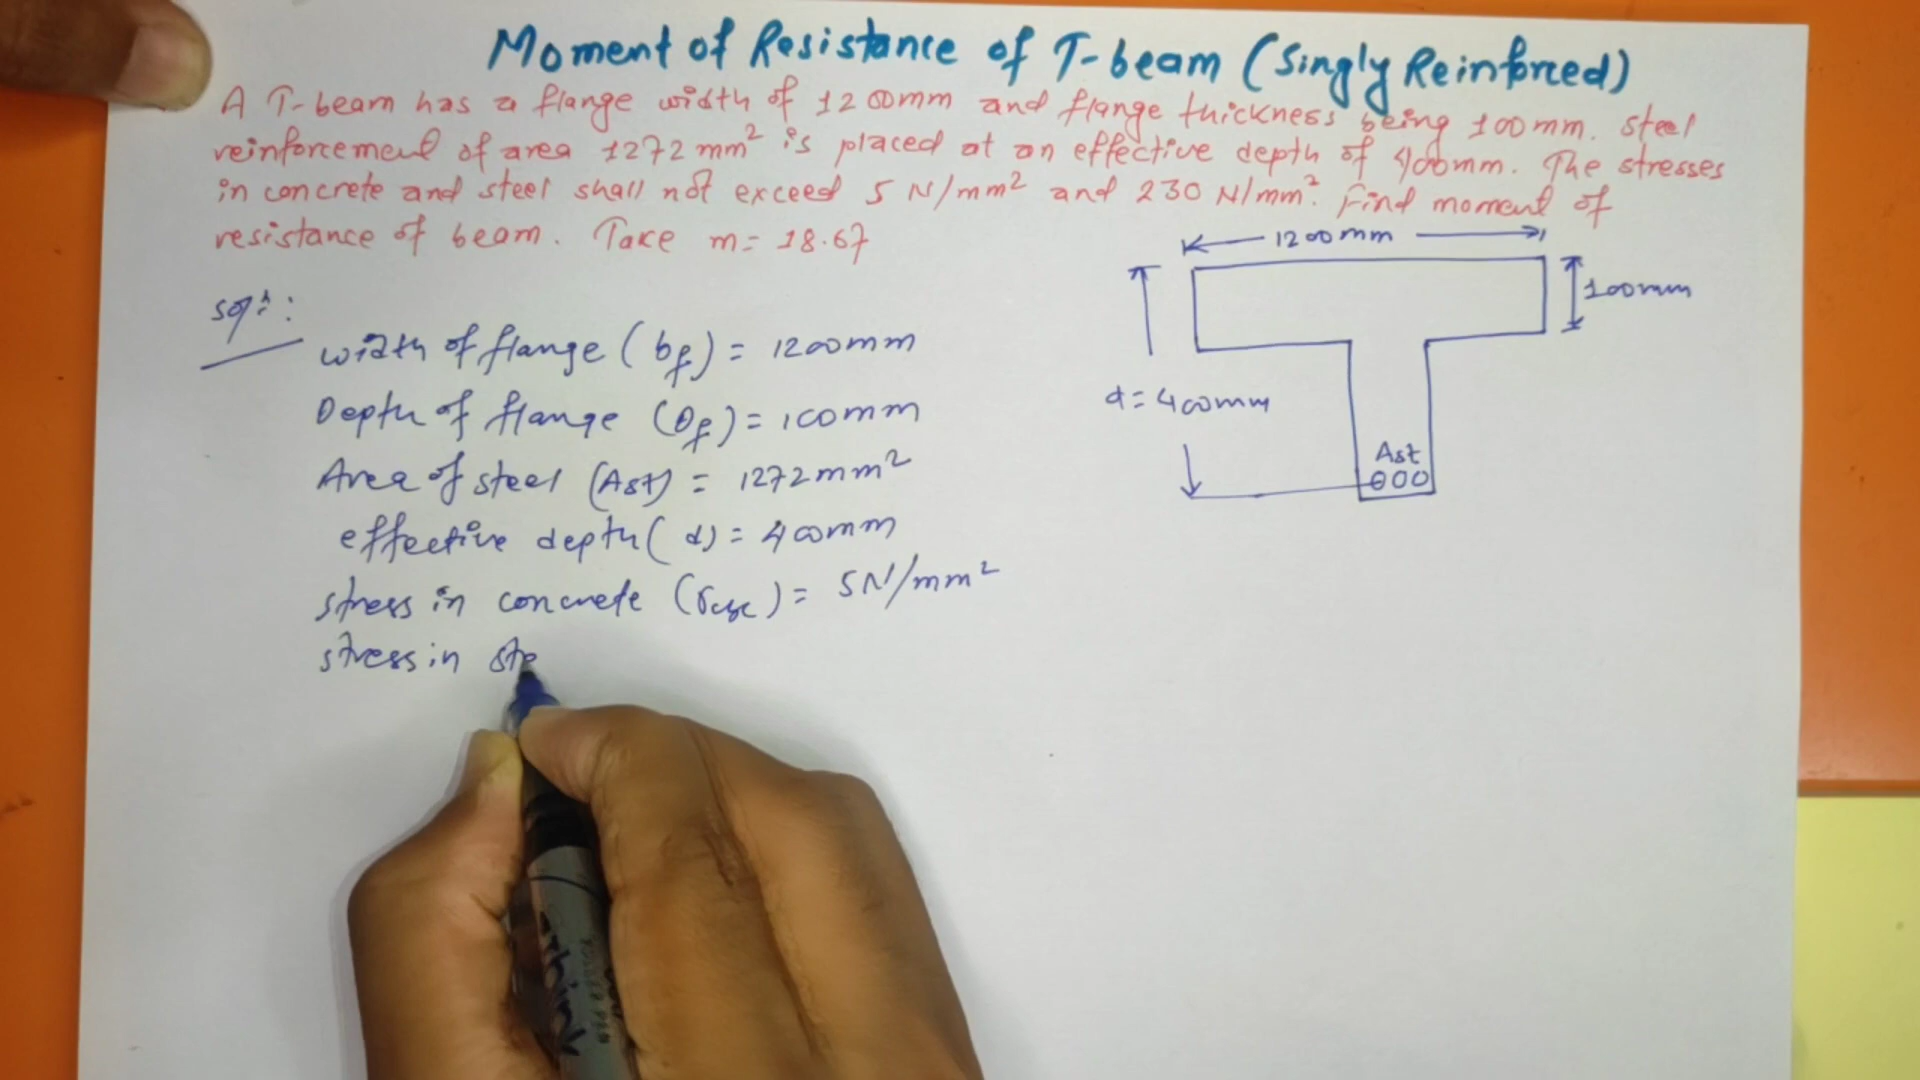 Moment of Resistance of T-beam (Singly Reinforced)
A T-beam has a flange width of 1200mm and flange thickness being 100mm. steel
reinforcement of area 1272 mm² is placed at an effective depth of 400mm. The stresses
in concrete and steel shall not exceed 5 N/mm² and 230 N/mm². Find moment of
resistance of beam. Take m = 18.67
1200mm
100mm
sol:
width of flange (bf) = 1200mm
Depth of flange (Df) = 100mm
d = 400mm
Area of steel (Ast) = 1272mm²
Ast
effective depth (d) = 400mm
stress in concrete (σcbc) = 5N/mm²
stress in ste